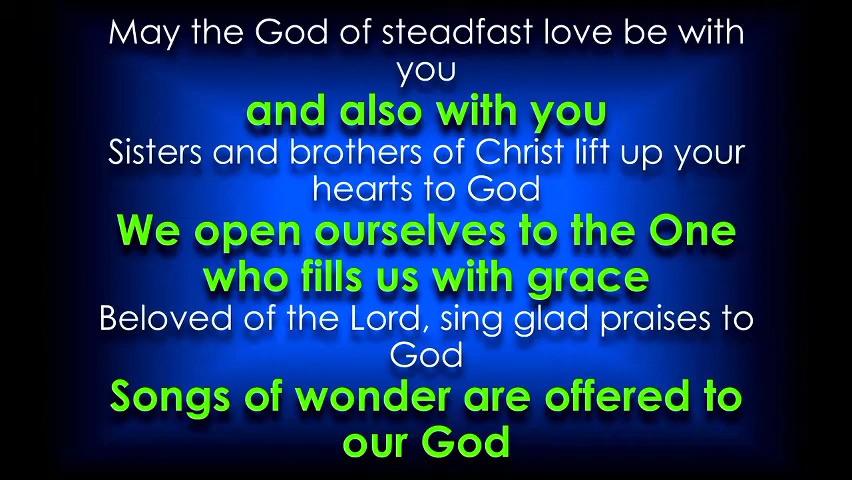 May the God of steadfast love be with
you
and also with you
Sisters and brothers of Christ lift up your
hearts to God
We open ourselves to the One
who fills us with grace
Beloved of the Lord, sing glad praises to
God
Songs of wonder are offered to
our God